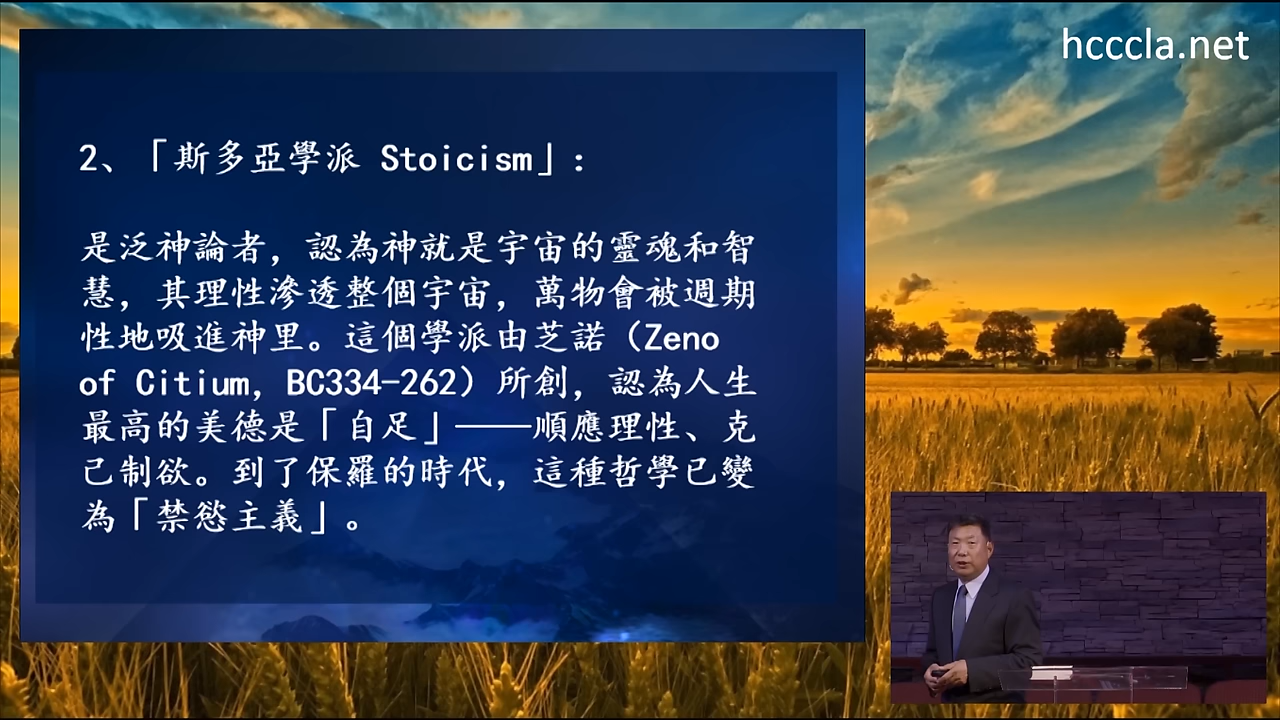 hcccla.net
2、「斯多亞學派 Stoicism」:
是泛神論者，認為神就是宇宙的靈魂和智
慧，其理性滲透整個宇宙，萬物會被週期
性地吸進神里。這個學派由芝諾（Zeno
of Citium，BC334-262）所創，認為人生
最高的美德是「自足」——順應理性、克
己制欲。到了保羅的時代，這種哲學已變
為「禁慾主義」。